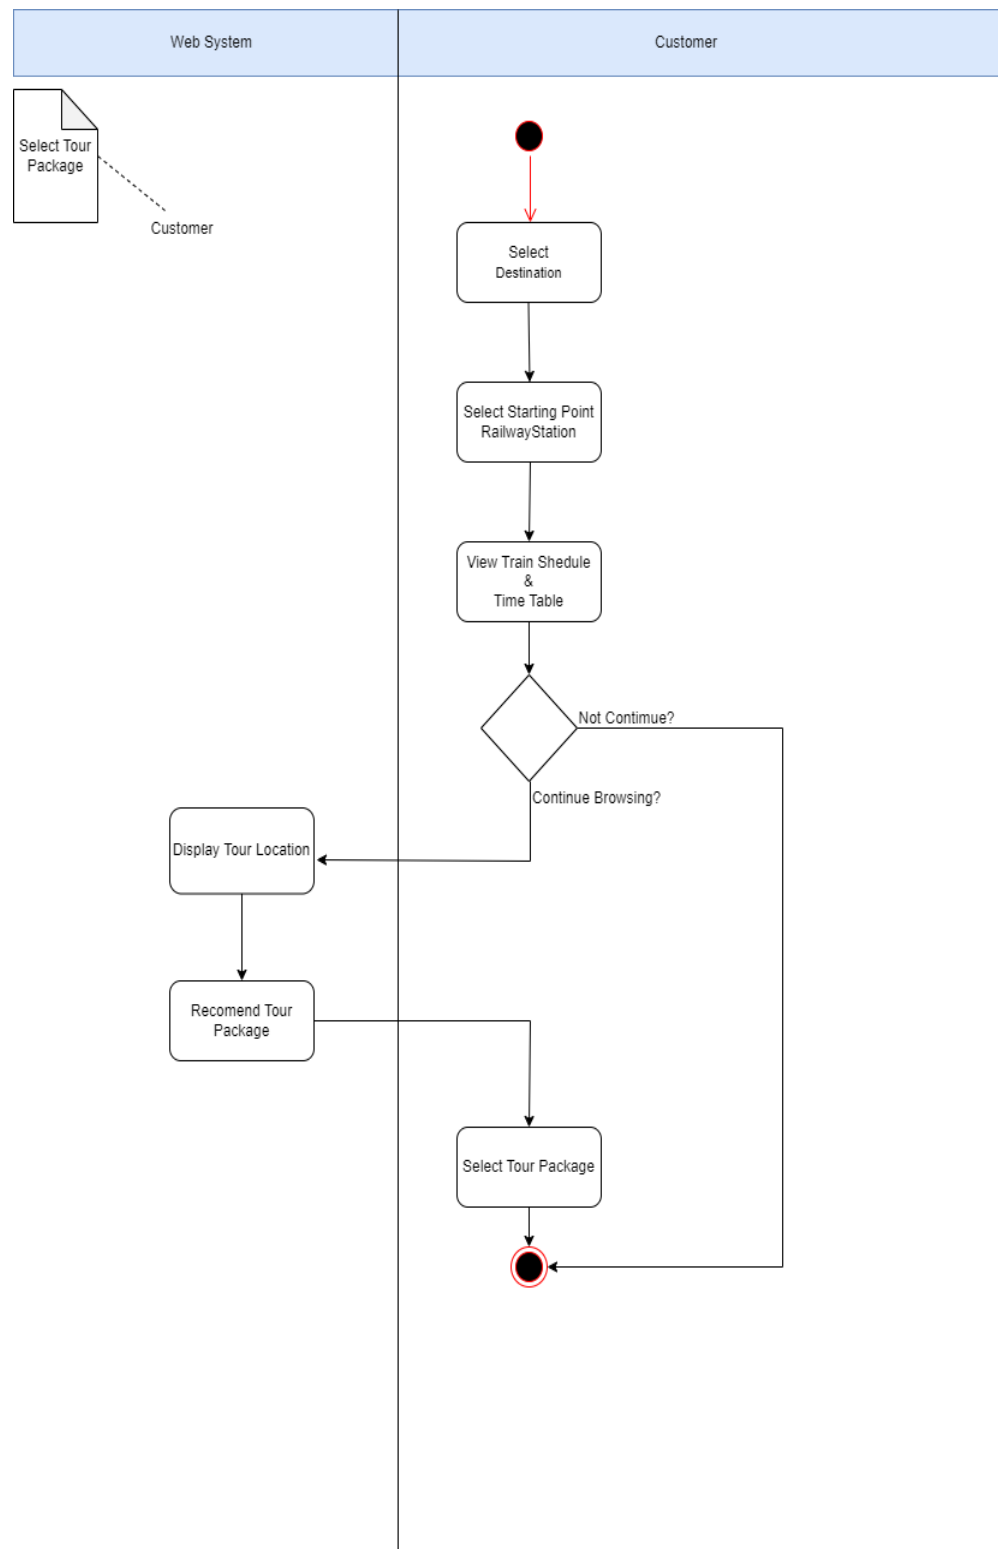 Web System
Customer
Select Tour
Package
Customer
Select
Destination
Select Starting Point
RailwayStation
View Train Shedule
&
Time Table
Not Contimue?
Continue Browsing?
Display Tour Location
Recomend Tour
Package
Select Tour Package